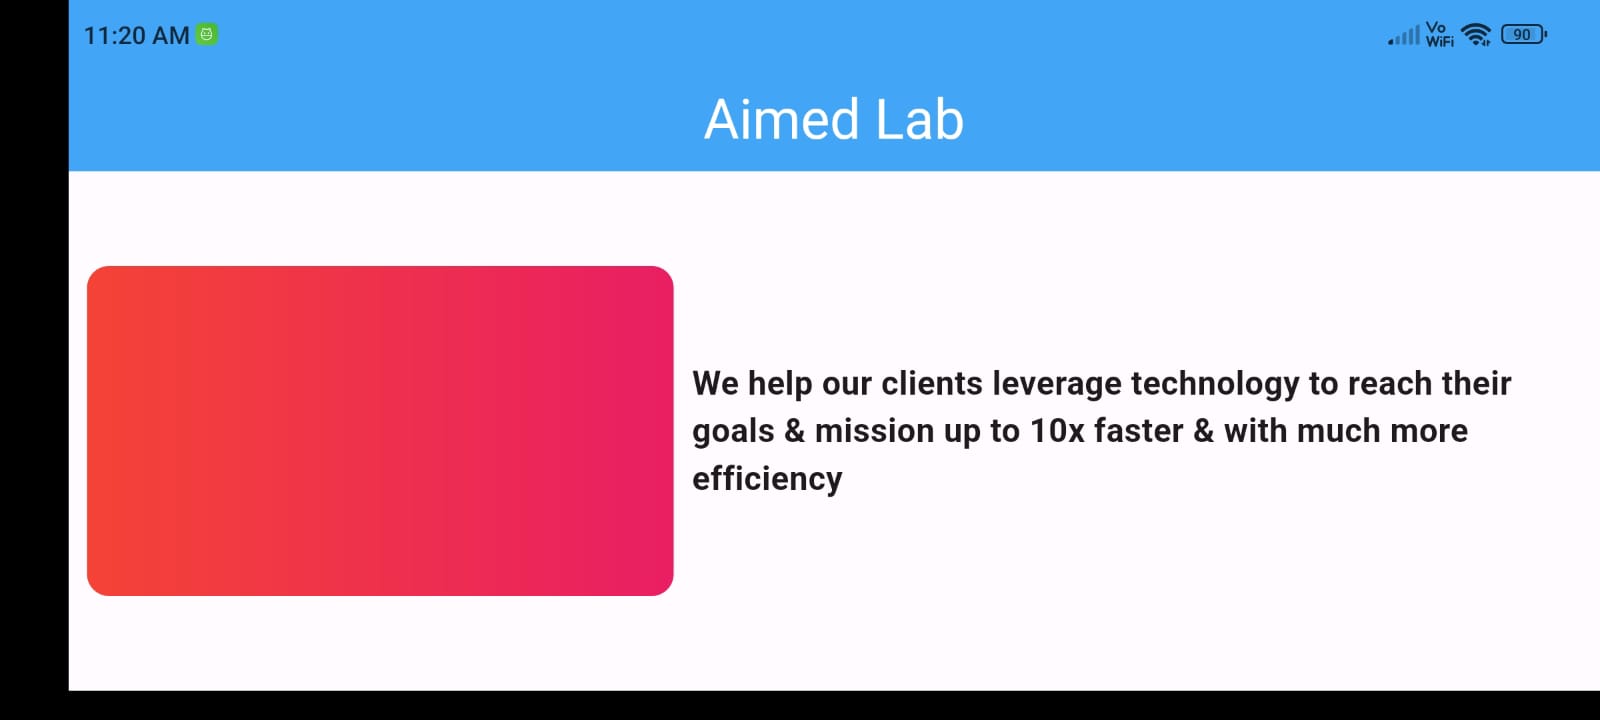 11:20 AM
Vo
WiFi
90
Aimed Lab
We help our clients leverage technology to reach their
goals & mission up to 10x faster & with much more
efficiency